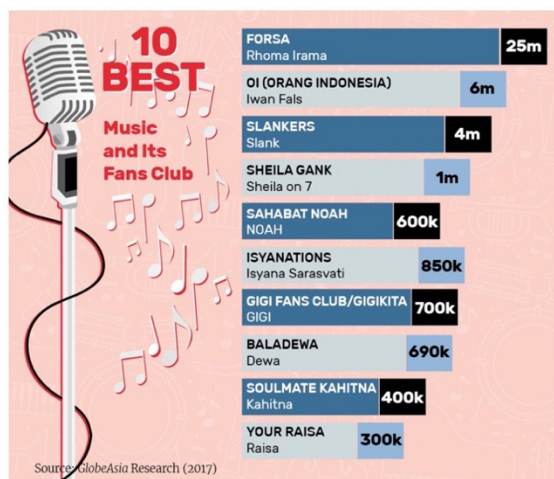 10
BEST
Music
and Its
Fans Club
FORSA
Rhoma Irama
25m
OI (ORANG INDONESIA)
Iwan Fals
6m
SLANKERS
Slank
4m
SHEILA GANK
Sheila on 7
1m
SAHABAT NOAH
NOAH
600k
ISYANATIONS
Isyana Sarasvati
850k
GIGI FANS CLUB/GIGIKITA
GIGI
700k
BALADEWA
Dewa
690k
SOULMATE KAHITNA
Kahitna
400k
YOUR RAISA
Raisa
300k
Source: GlobeAsia Research (2017)